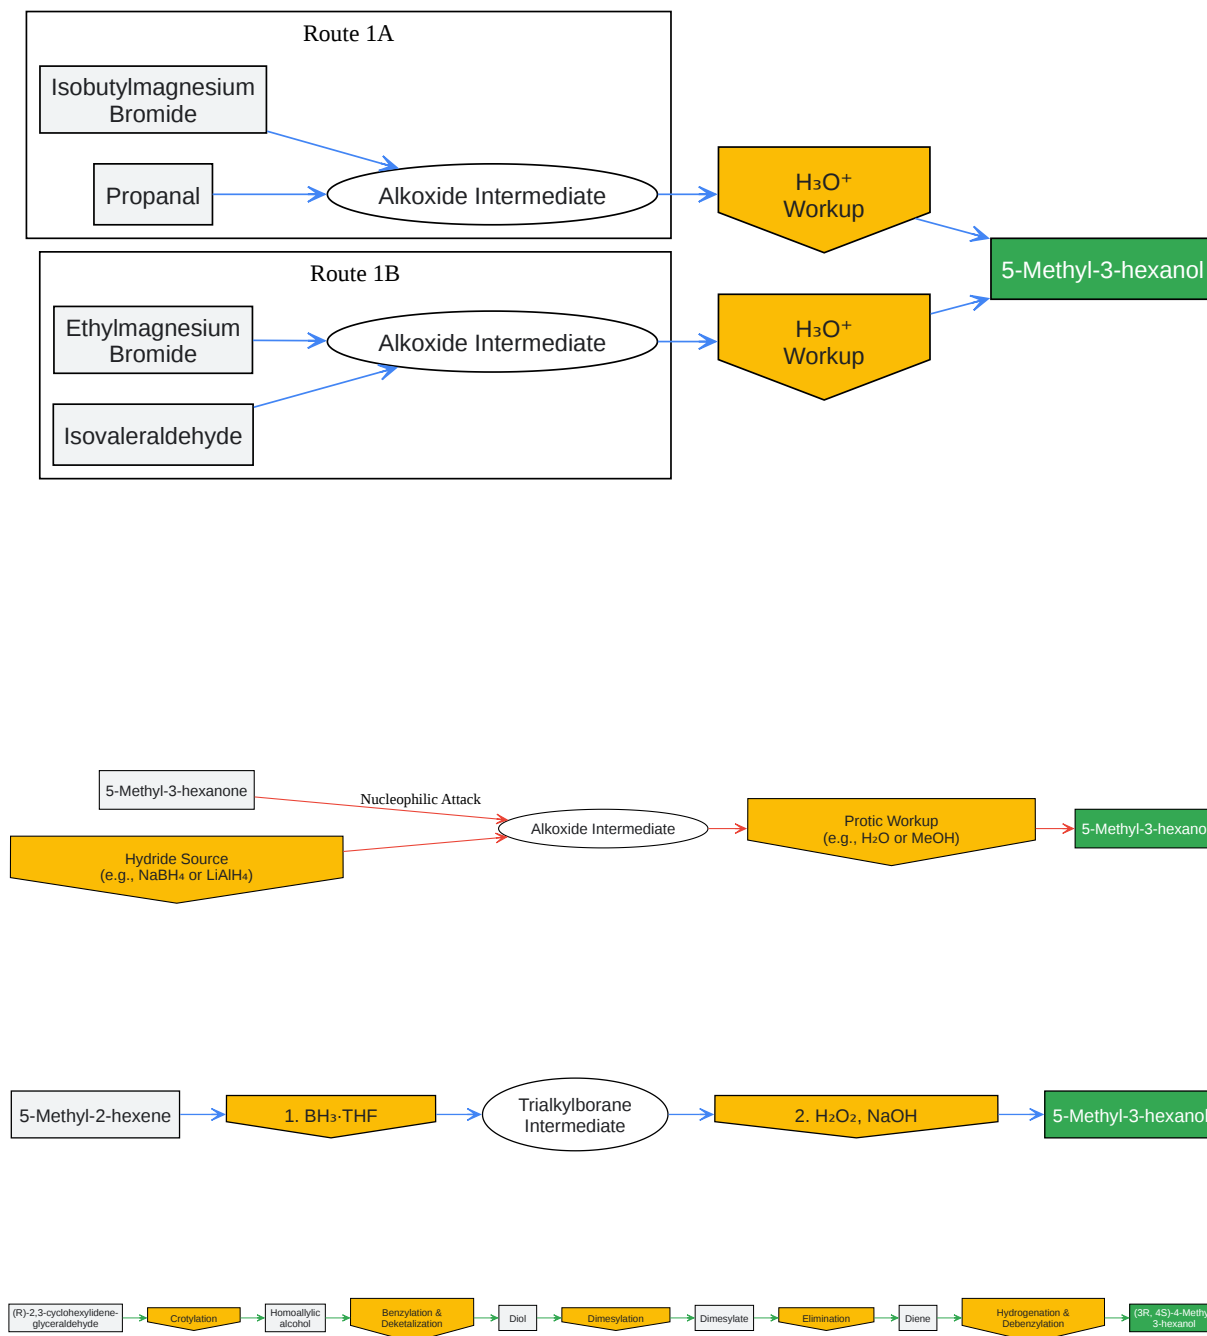 Route 1A
Isobutylmagnesium
Bromide
Propanal
Alkoxide Intermediate
H₃O⁺
Workup
5-Methyl-3-hexanol
Route 1B
Ethylmagnesium
Bromide
Isovaleraldehyde
Alkoxide Intermediate
H₃O⁺
Workup
5-Methyl-3-hexanone
Nucleophilic Attack
Hydride Source
(e.g., NaBH₄ or LiAlH₄)
Alkoxide Intermediate
Protic Workup
(e.g., H₂O or MeOH)
5-Methyl-3-hexano
5-Methyl-2-hexene
1. BH₃·THF
Trialkylborane
Intermediate
2. H₂O₂, NaOH
5-Methyl-3-hexanol
(R)-2,3-cyclohexylidene-
glyceraldehyde
Crotylation
Homoallylic
alcohol
Benzylation &
Deketalization
Diol
Dimesylation
Dimesylate
Elimination
Diene
Hydrogenation &
Debenzylation
(3R, 4S)-4-Methy
3-hexanol